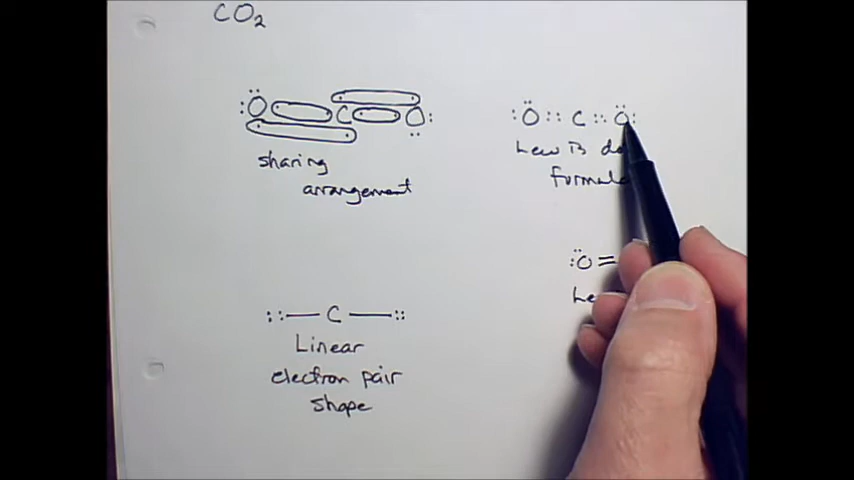 CO₂
:Ö C O:
:Ö:: C ::Ö:
sharing
arrangement
Lewis
:Ö=
:: — C — ::
Linear
electron pair
shape